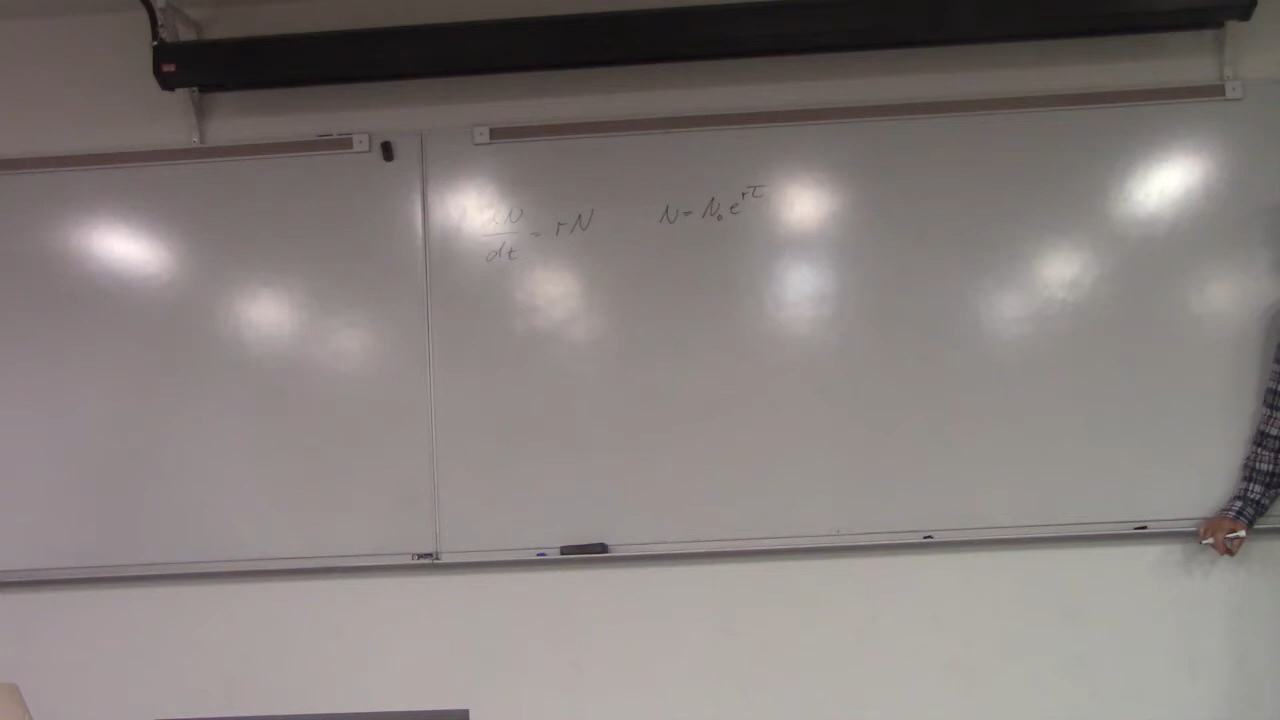 dN/dt = rN
N = N₀e^{rt}